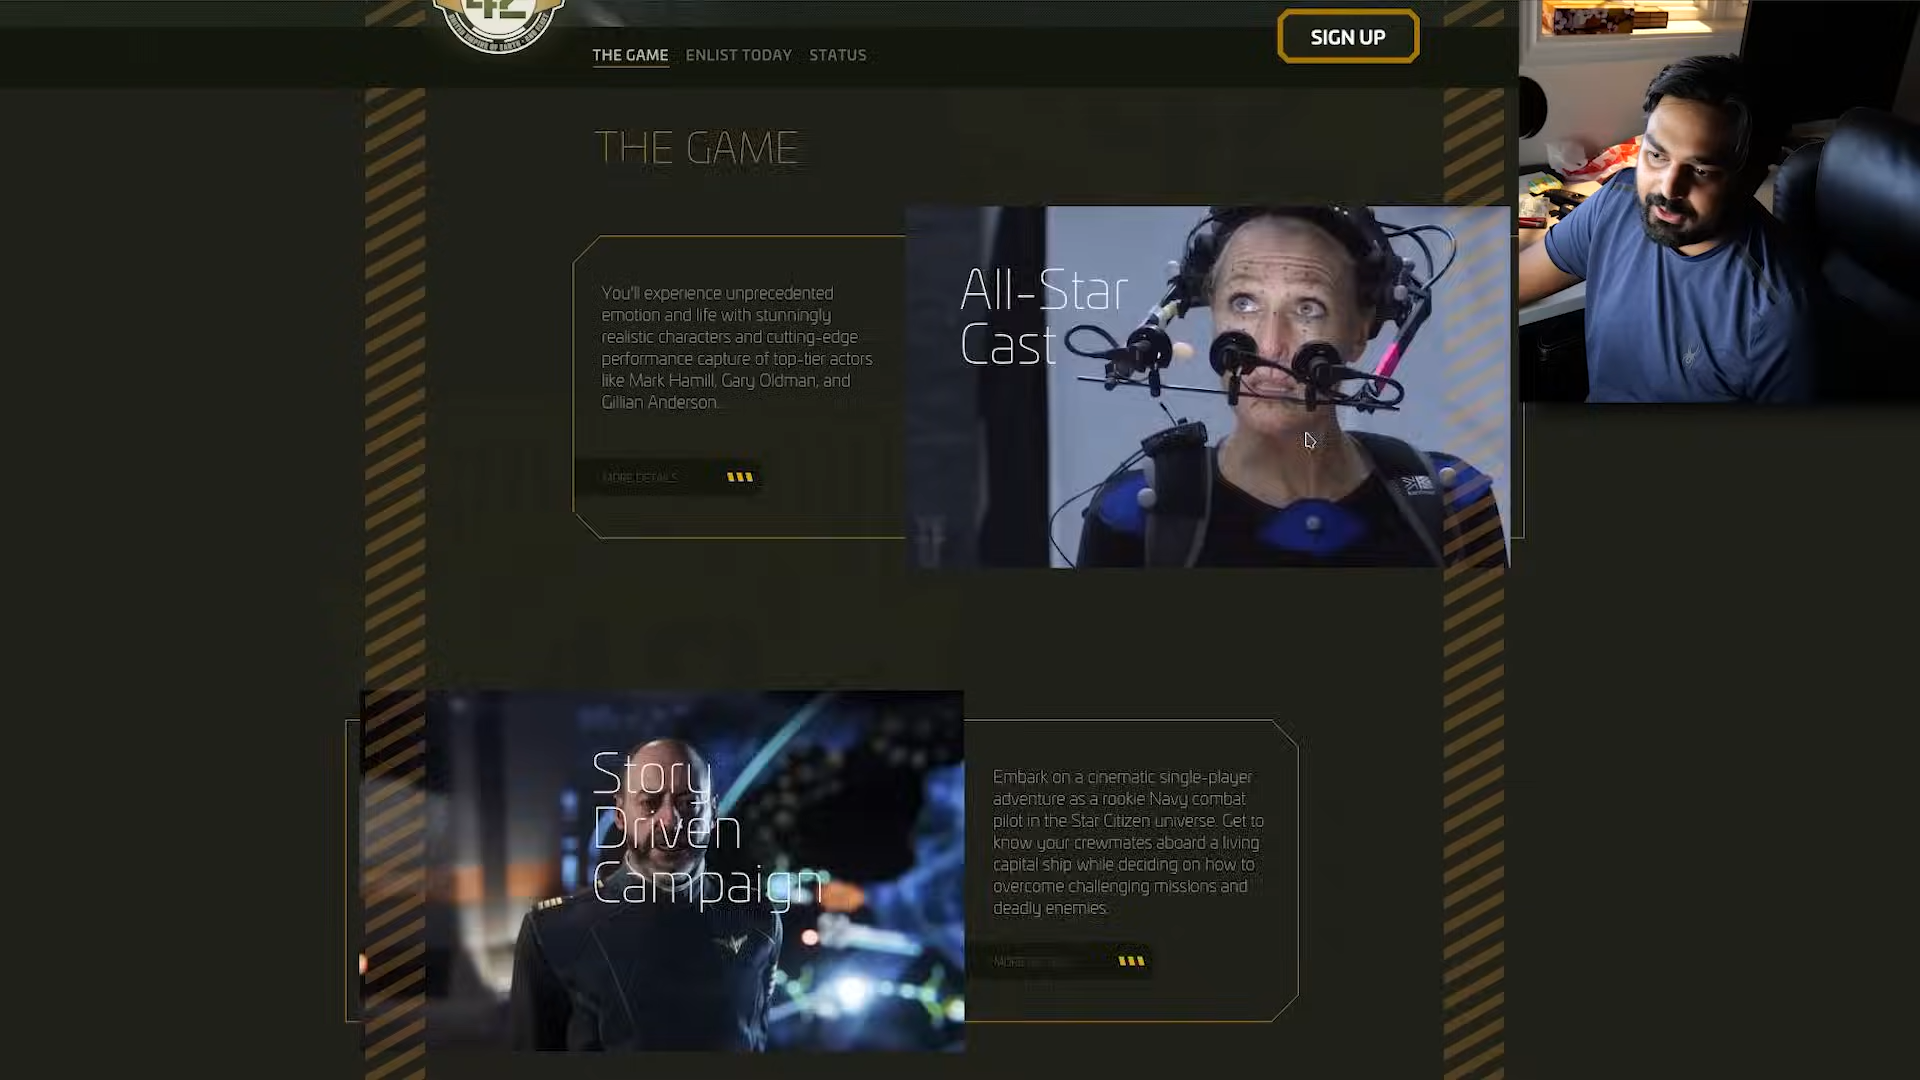 42
THE GAME ENLIST TODAY STATUS
SIGN UP
THE GAME
You'll experience unprecedented
emotion and life with stunningly
realistic characters and cutting-edge
performance capture of top-tier actors
like Mark Hamill, Gary Oldman, and
Gillian Anderson.
MORE DETAILS
All-Star
Cast
Story
Driven
Campaign
Embark on a cinematic single-player
adventure as a rookie Navy combat
pilot in the Star Citizen universe. Get to
know your crewmates aboard a living
capital ship while deciding on how to
overcome challenging missions and
deadly enemies.
MORE